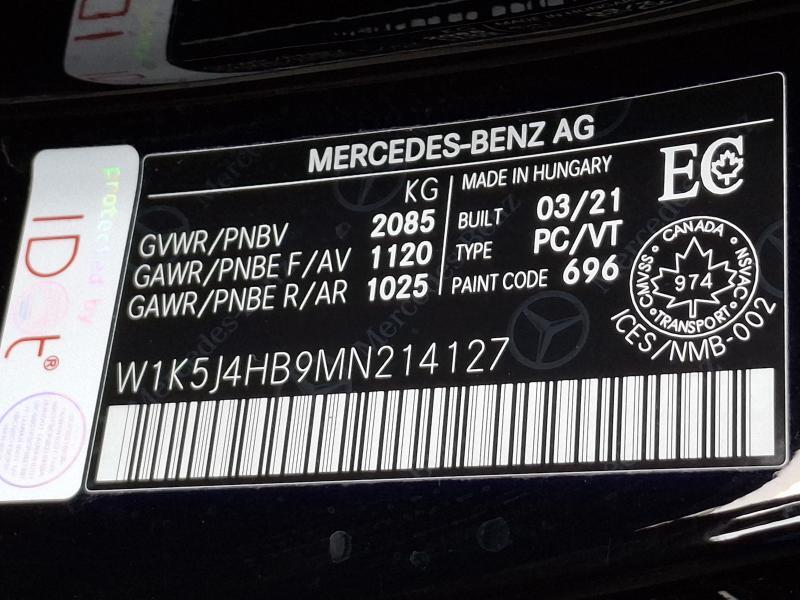 MERCEDES-BENZ AG
KG
GVWR/PNBV 2085
GAWR/PNBE F/AV 1120
GAWR/PNBE R/AR 1025
MADE IN HUNGARY
BUILT 03/21
TYPE PC/VT
PAINT CODE 696
EC
CANADA
CMVSS
974
NSVAC
TRANSPORT
ICES/NMB-002
W1K5J4HB9MN214127
Protected by
IDot®